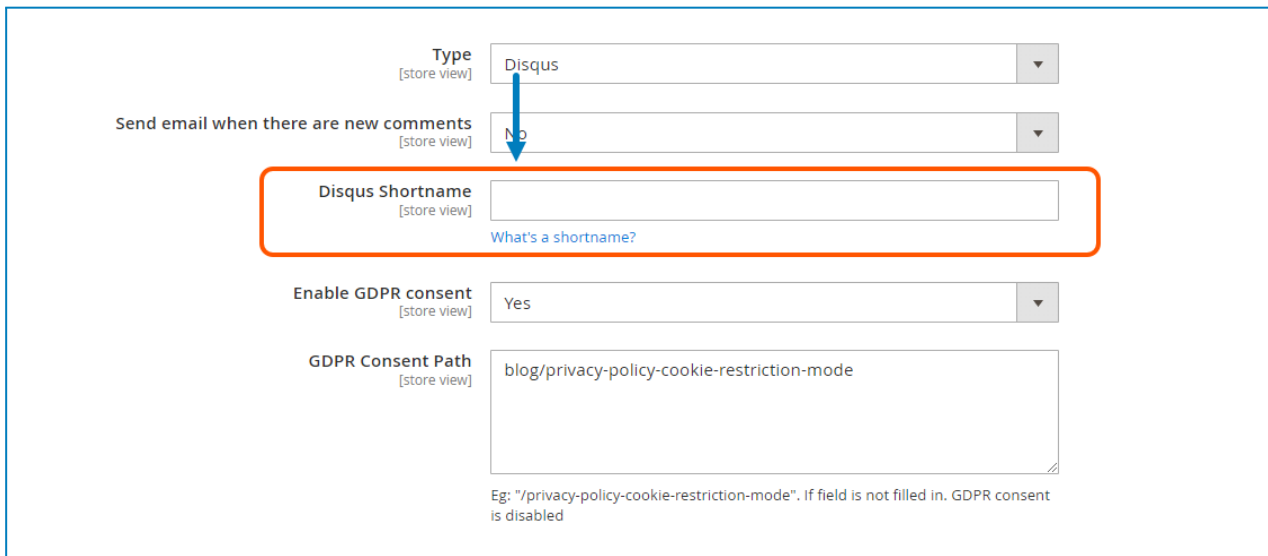 Type
[store view]
Disqus
Send email when there are new comments
[store view]
No
Disqus Shortname
[store view]
What's a shortname?
Enable GDPR consent
[store view]
Yes
GDPR Consent Path
[store view]
blog/privacy-policy-cookie-restriction-mode
Eg: "/privacy-policy-cookie-restriction-mode". If field is not filled in. GDPR consent
is disabled